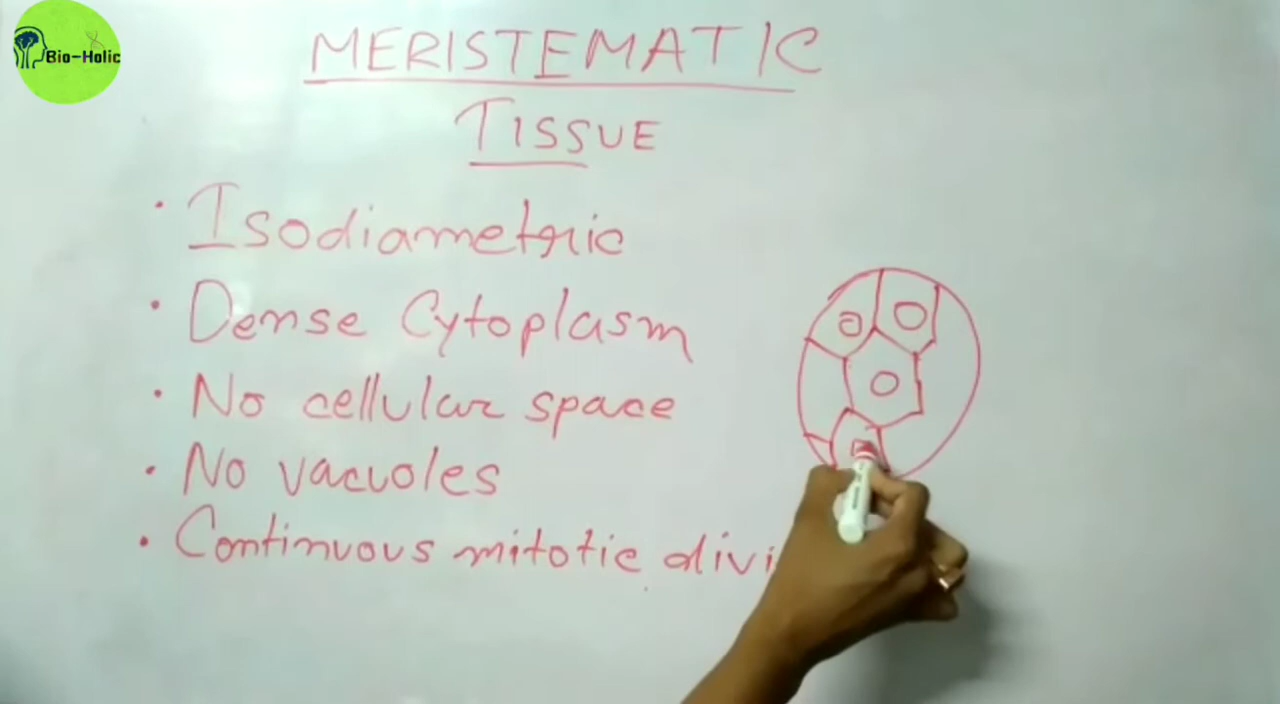 Bio-Holic
MERISTEMATIC
TISSUE
• Isodiametric
• Dense Cytoplasm
• No cellular space
• No vacuoles
• Continuous mitotic divi